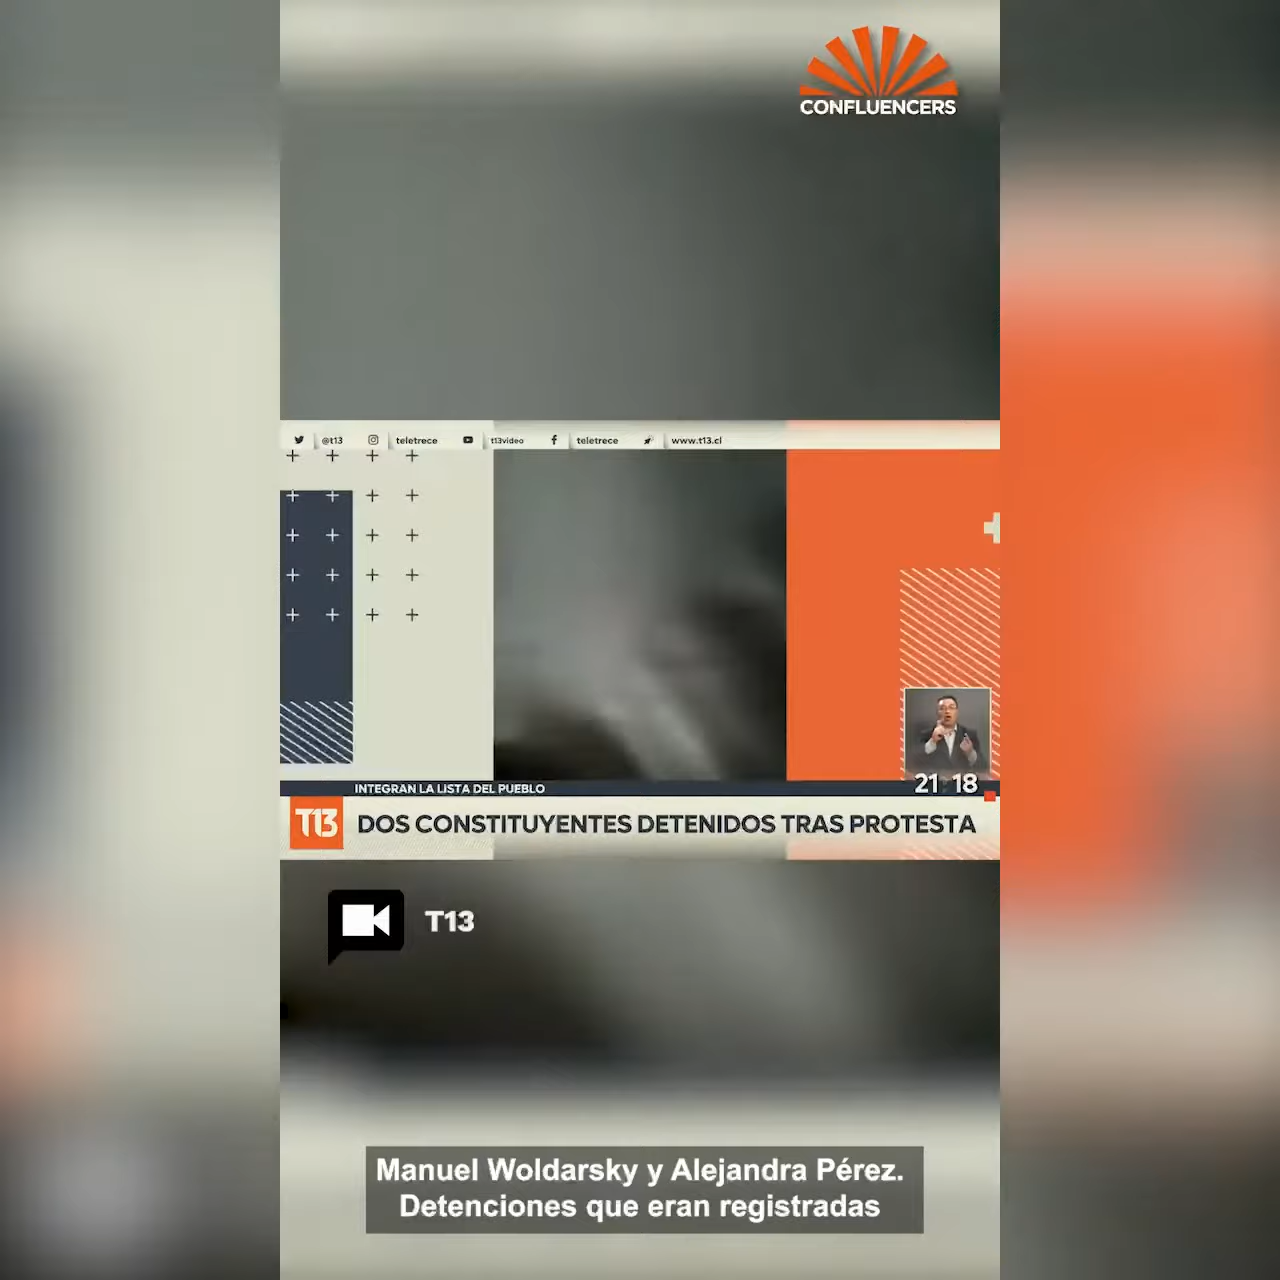 CONFLUENCERS
@t13 teletrece t13video teletrece www.t13.cl
21 18
INTEGRAN LA LISTA DEL PUEBLO
T13 DOS CONSTITUYENTES DETENIDOS TRAS PROTESTA
T13
Manuel Woldarsky y Alejandra Pérez.
Detenciones que eran registradas